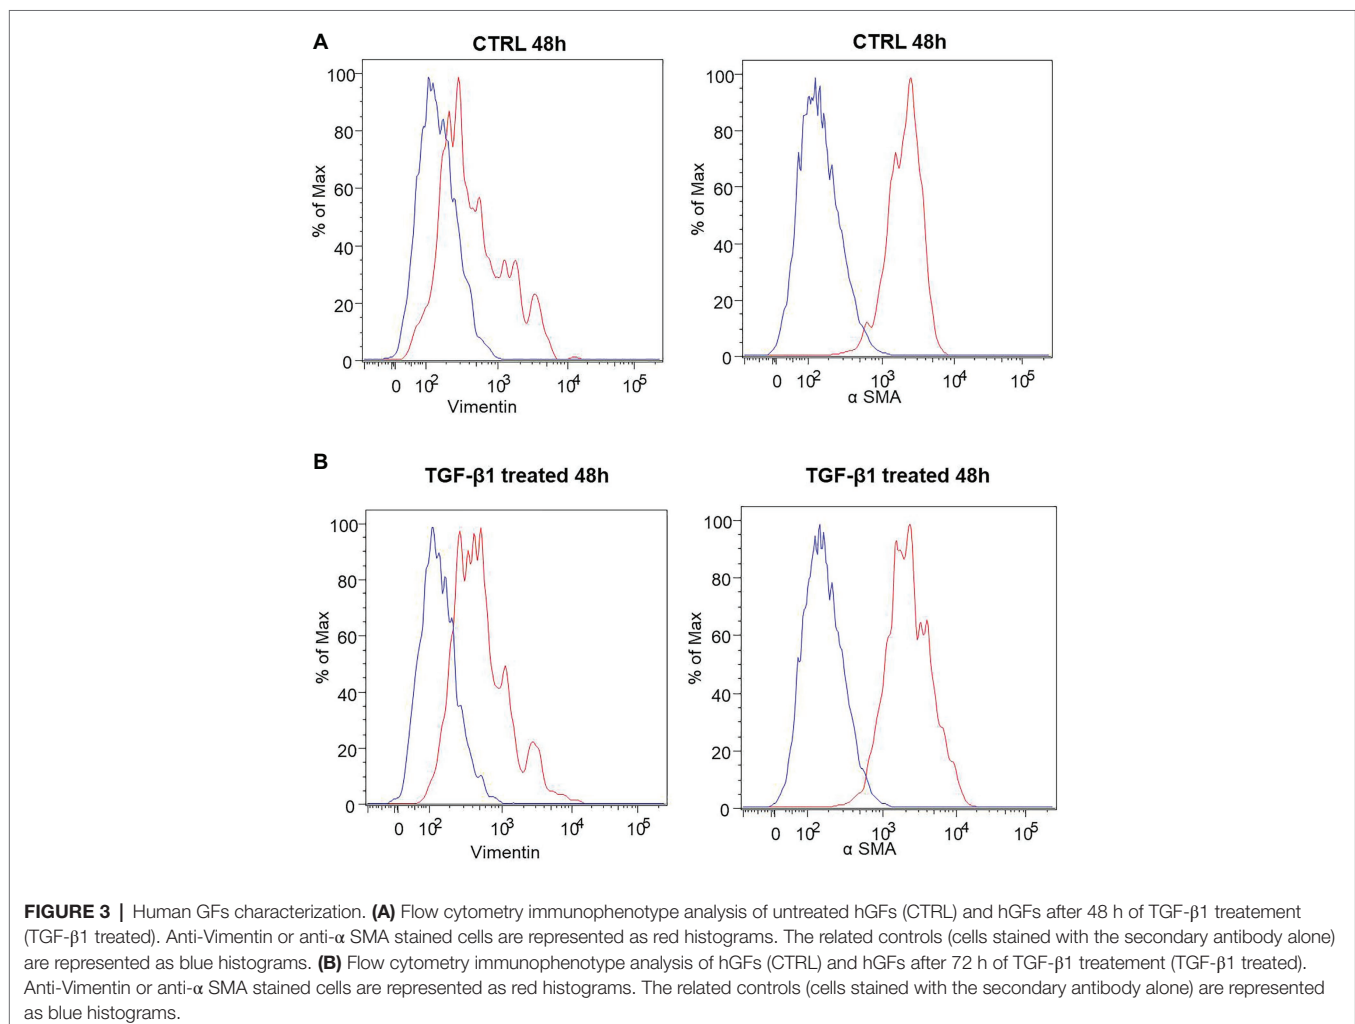 A
CTRL 48h
CTRL 48h
100
80
60
40
20
0
% of Max
0 10² 10³ 10⁴ 10⁵
Vimentin
100
80
60
40
20
0
% of Max
0 10² 10³ 10⁴ 10⁵
α SMA
B
TGF-β1 treated 48h
TGF-β1 treated 48h
100
80
60
40
20
0
% of Max
0 10² 10³ 10⁴ 10⁵
Vimentin
100
80
60
40
20
0
% of Max
0 10² 10³ 10⁴ 10⁵
α SMA
FIGURE 3 | Human GFs characterization. (A) Flow cytometry immunophenotype analysis of untreated hGFs (CTRL) and hGFs after 48 h of TGF-β1 treatement
(TGF-β1 treated). Anti-Vimentin or anti-α SMA stained cells are represented as red histograms. The related controls (cells stained with the secondary antibody alone)
are represented as blue histograms. (B) Flow cytometry immunophenotype analysis of hGFs (CTRL) and hGFs after 72 h of TGF-β1 treatement (TGF-β1 treated).
Anti-Vimentin or anti-α SMA stained cells are represented as red histograms. The related controls (cells stained with the secondary antibody alone) are represented
as blue histograms.